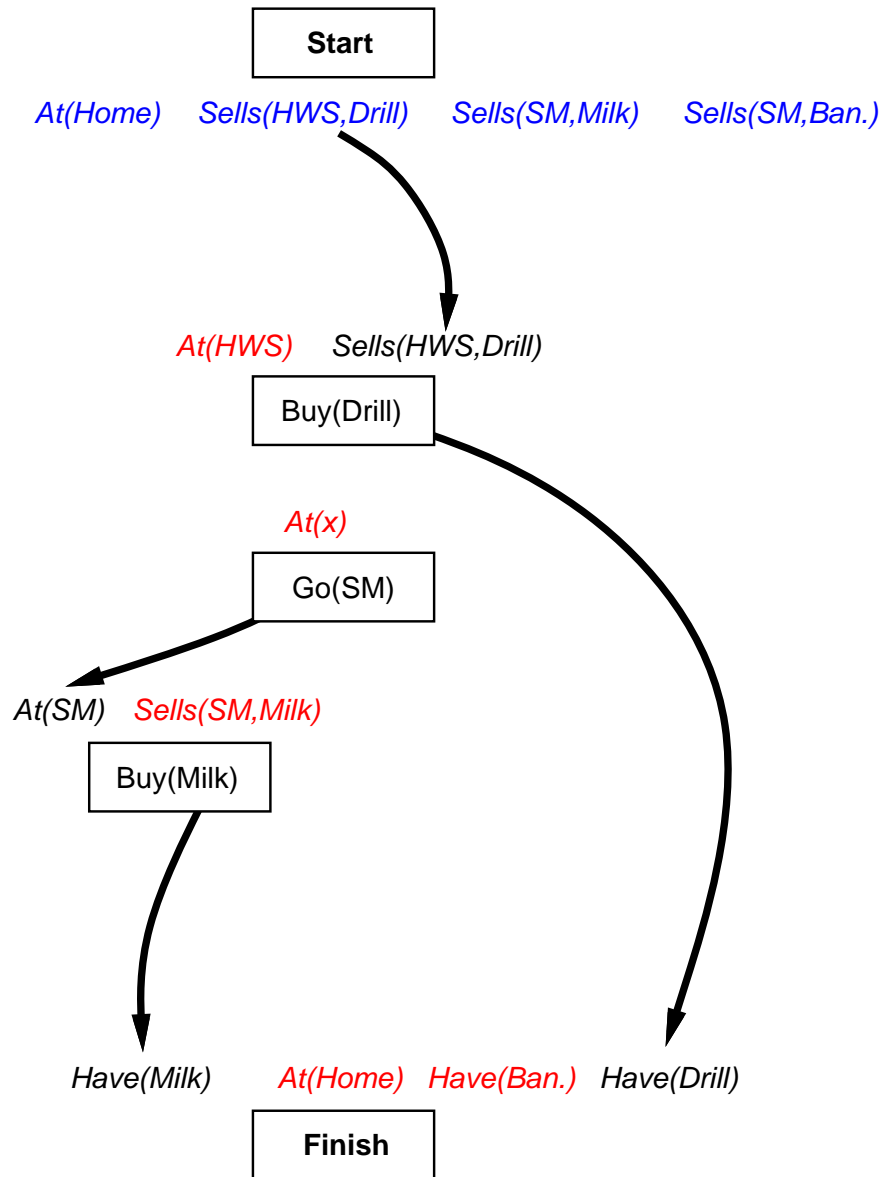 Start
At(Home) Sells(HWS,Drill) Sells(SM,Milk) Sells(SM,Ban.)
At(HWS) Sells(HWS,Drill)
Buy(Drill)
At(x)
Go(SM)
At(SM) Sells(SM,Milk)
Buy(Milk)
Have(Milk) At(Home) Have(Ban.) Have(Drill)
Finish